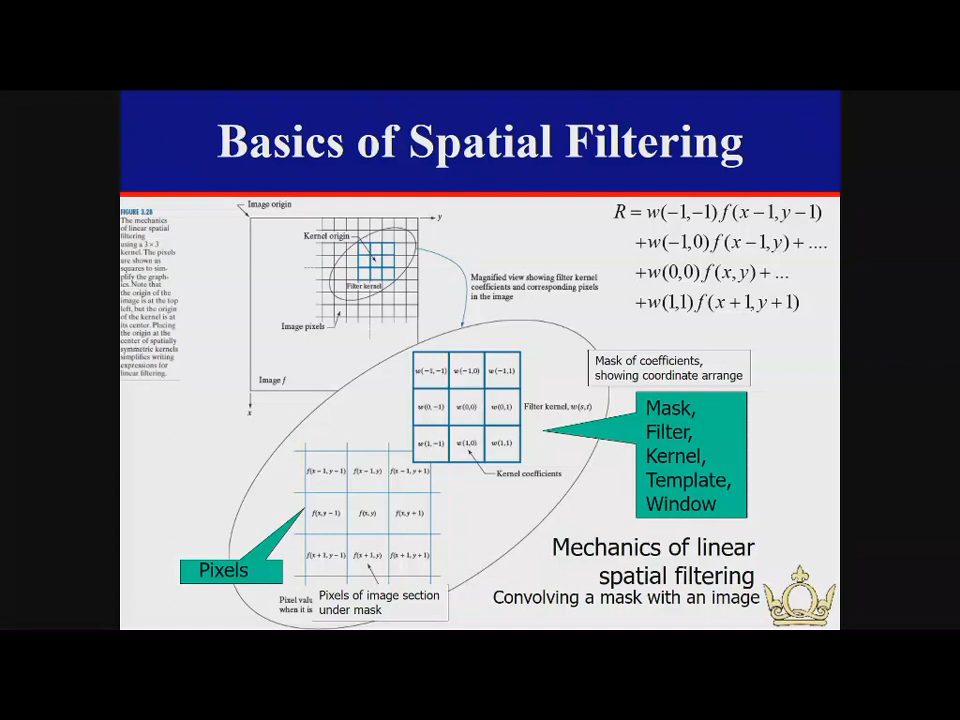 Basics of Spatial Filtering
FIGURE 3.28
The mechanics
of linear spatial
filtering
using a 3 × 3
kernel. The pixels
are shown as
squares to sim-
plify the graph-
ics. Note that
the origin of the
image is at the top
left, but the origin
of the kernel is at
its center. Placing
the origin at the
center of spatially
symmetric kernels
simplifies writing
expressions for
linear filtering.
Image origin
y
Kernel origin
Filter kernel
Image pixels
Image f
x
Magnified view showing filter kernel
coefficients and corresponding pixels
in the image
R = w(−1,−1) f(x−1, y−1)
+w(−1,0) f(x−1, y) + ....
+w(0,0) f(x, y) + ...
+w(1,1) f(x+1, y+1)
Mask of coefficients,
showing coordinate arrange
w(−1, −1) w(−1,0) w(−1,1)
w(0, −1) w(0,0) w(0,1)
w(1, −1) w(1,0) w(1,1)
Filter kernel, w(s,t)
Kernel coefficients
Mask,
Filter,
Kernel,
Template,
Window
f(x − 1, y − 1) f(x − 1, y) f(x − 1, y + 1)
f(x, y − 1) f(x, y) f(x, y + 1)
f(x + 1, y − 1) f(x + 1, y) f(x + 1, y + 1)
Pixels
Pixel
when it is
Pixels of image section
under mask
Mechanics of linear
spatial filtering
Convolving a mask with an image